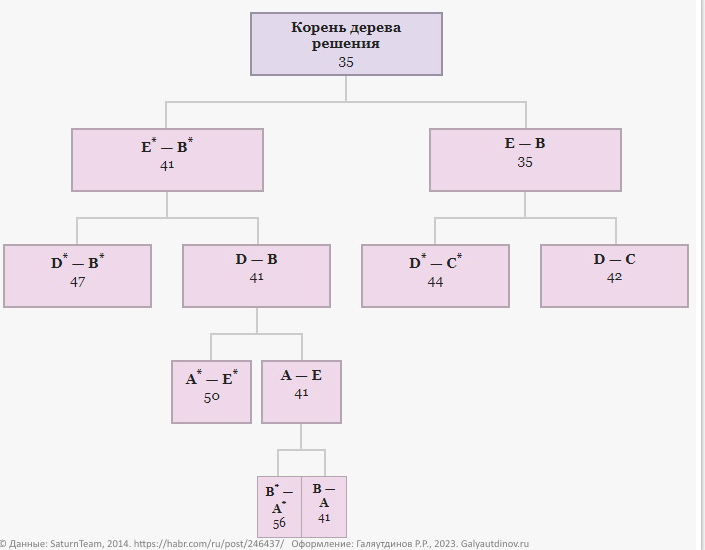 Корень дерева
решения
35
E* — B*
41
E — B
35
D* — B*
47
D — B
41
D* — C*
44
D — C
42
A* — E*
50
A — E
41
B* —
A*
56
B —
A
41
© Данные: SaturnTeam, 2014. https://habr.com/ru/post/246437/ Оформление: Галяутдинов Р.Р., 2023. Galyautdinov.ru